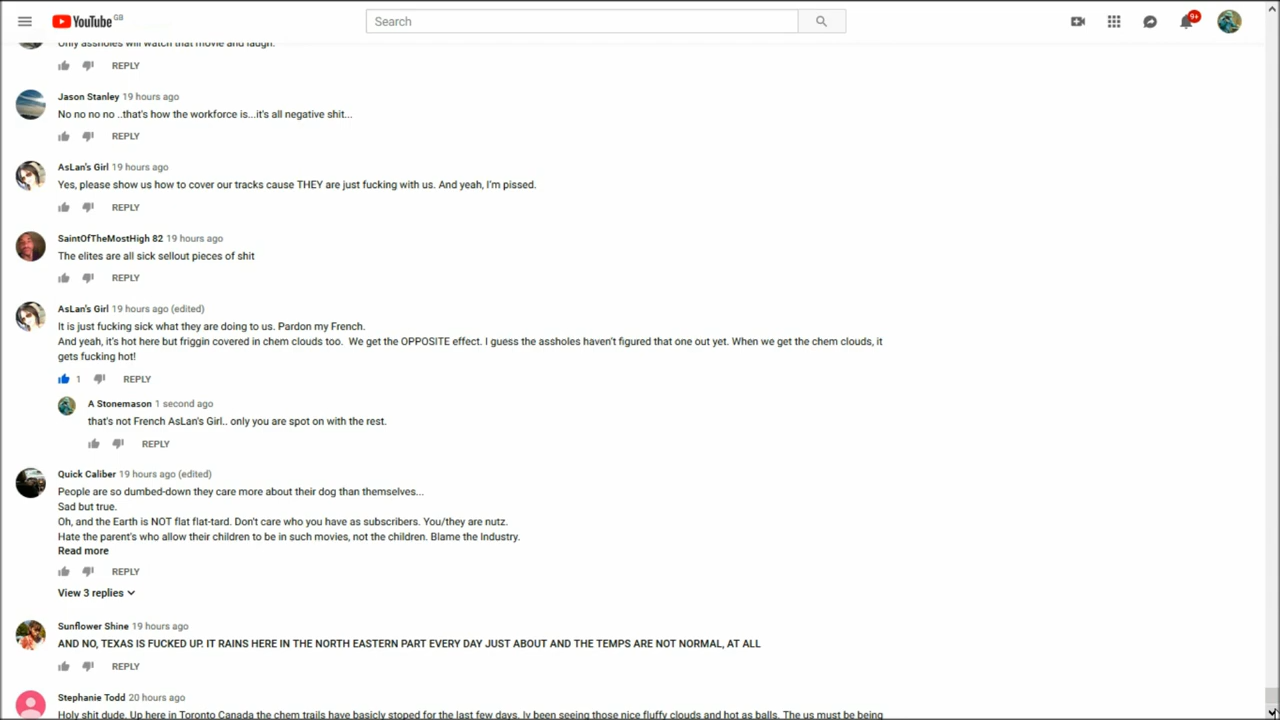 YouTube GB
Search
9+
Only assholes will watch that movie and laugh.
REPLY
Jason Stanley 19 hours ago
No no no no ..that's how the workforce is...it's all negative shit...
REPLY
AsLan's Girl 19 hours ago
Yes, please show us how to cover our tracks cause THEY are just fucking with us. And yeah, I'm pissed.
REPLY
SaintOfTheMostHigh 82 19 hours ago
The elites are all sick sellout pieces of shit
REPLY
AsLan's Girl 19 hours ago (edited)
It is just fucking sick what they are doing to us. Pardon my French.
And yeah, it's hot here but friggin covered in chem clouds too.  We get the OPPOSITE effect. I guess the assholes haven't figured that one out yet. When we get the chem clouds, it
gets fucking hot!
1 REPLY
A Stonemason 1 second ago
that's not French AsLan's Girl.. only you are spot on with the rest.
REPLY
Quick Caliber 19 hours ago (edited)
People are so dumbed-down they care more about their dog than themselves...
Sad but true.
Oh, and the Earth is NOT flat flat-tard. Don't care who you have as subscribers. You/they are nutz.
Hate the parent's who allow their children to be in such movies, not the children. Blame the Industry.
Read more
REPLY
View 3 replies
Sunflower Shine 19 hours ago
AND NO, TEXAS IS FUCKED UP. IT RAINS HERE IN THE NORTH EASTERN PART EVERY DAY JUST ABOUT AND THE TEMPS ARE NOT NORMAL, AT ALL
REPLY
Stephanie Todd 20 hours ago
Holy shit dude. Up here in Toronto Canada the chem trails have basicly stoped for the last few days. Iv been seeing those nice fluffy clouds and hot as balls. The us must be being